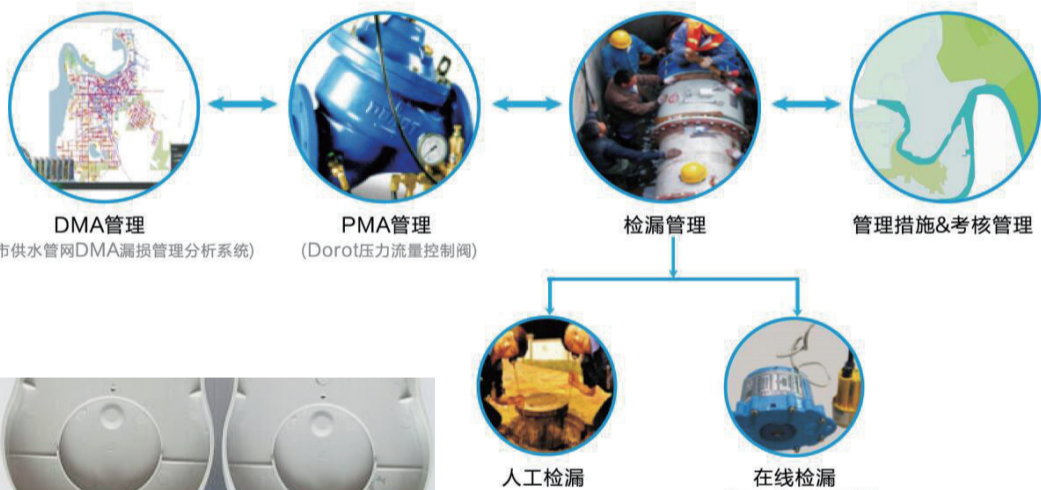 DMA管理
PMA管理
检漏管理
管理措施&考核管理
市供水管网DMA漏损管理分析系统)
(Dorot压力流量控制阀)
人工检漏
在线检漏